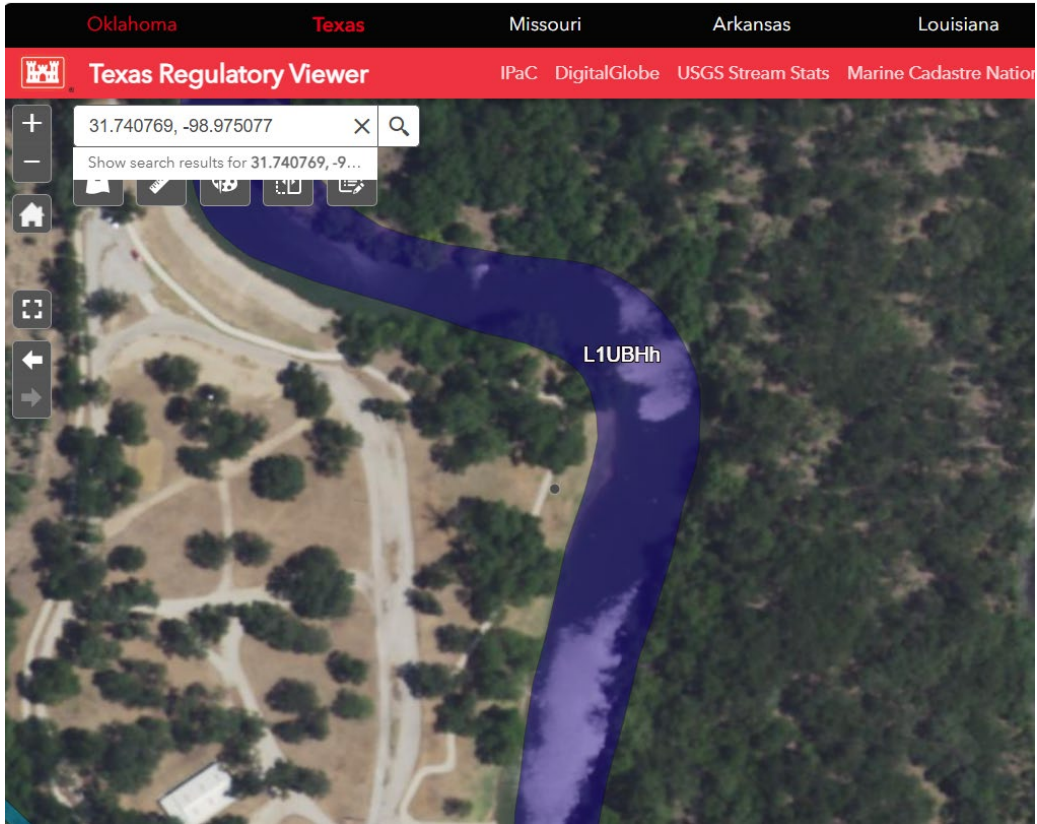 Oklahoma Texas Missouri Arkansas Louisiana
Texas Regulatory Viewer IPaC DigitalGlobe USGS Stream Stats Marine Cadastre Nation
31.740769, -98.975077
Show search results for 31.740769, -9...
L1UBHh